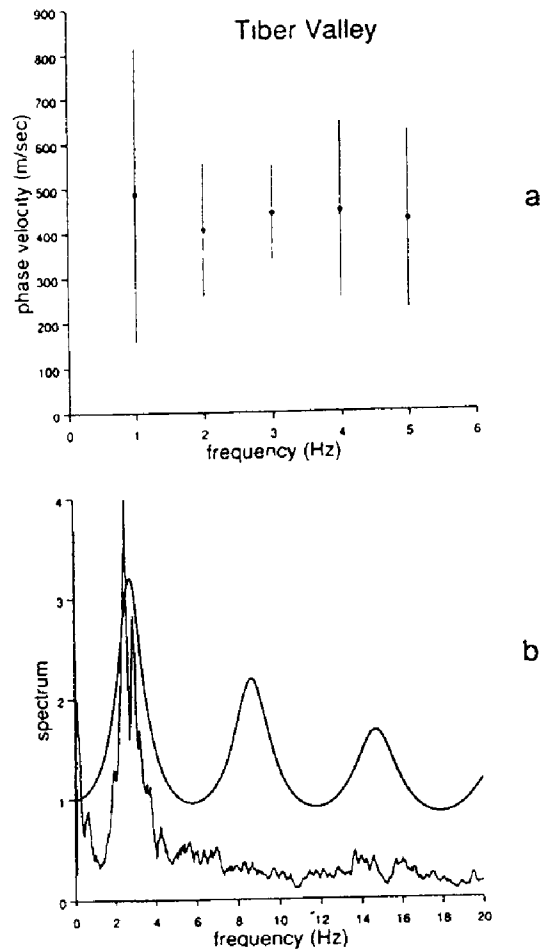 Tiber Valley
900
800
700
600
500
400
300
200
100
0
phase velocity (m/sec)
0 1 2 3 4 5 6
frequency (Hz)
a
4
3
2
1
0
spectrum
0 2 4 6 8 10 12 14 16 18 20
frequency (Hz)
b